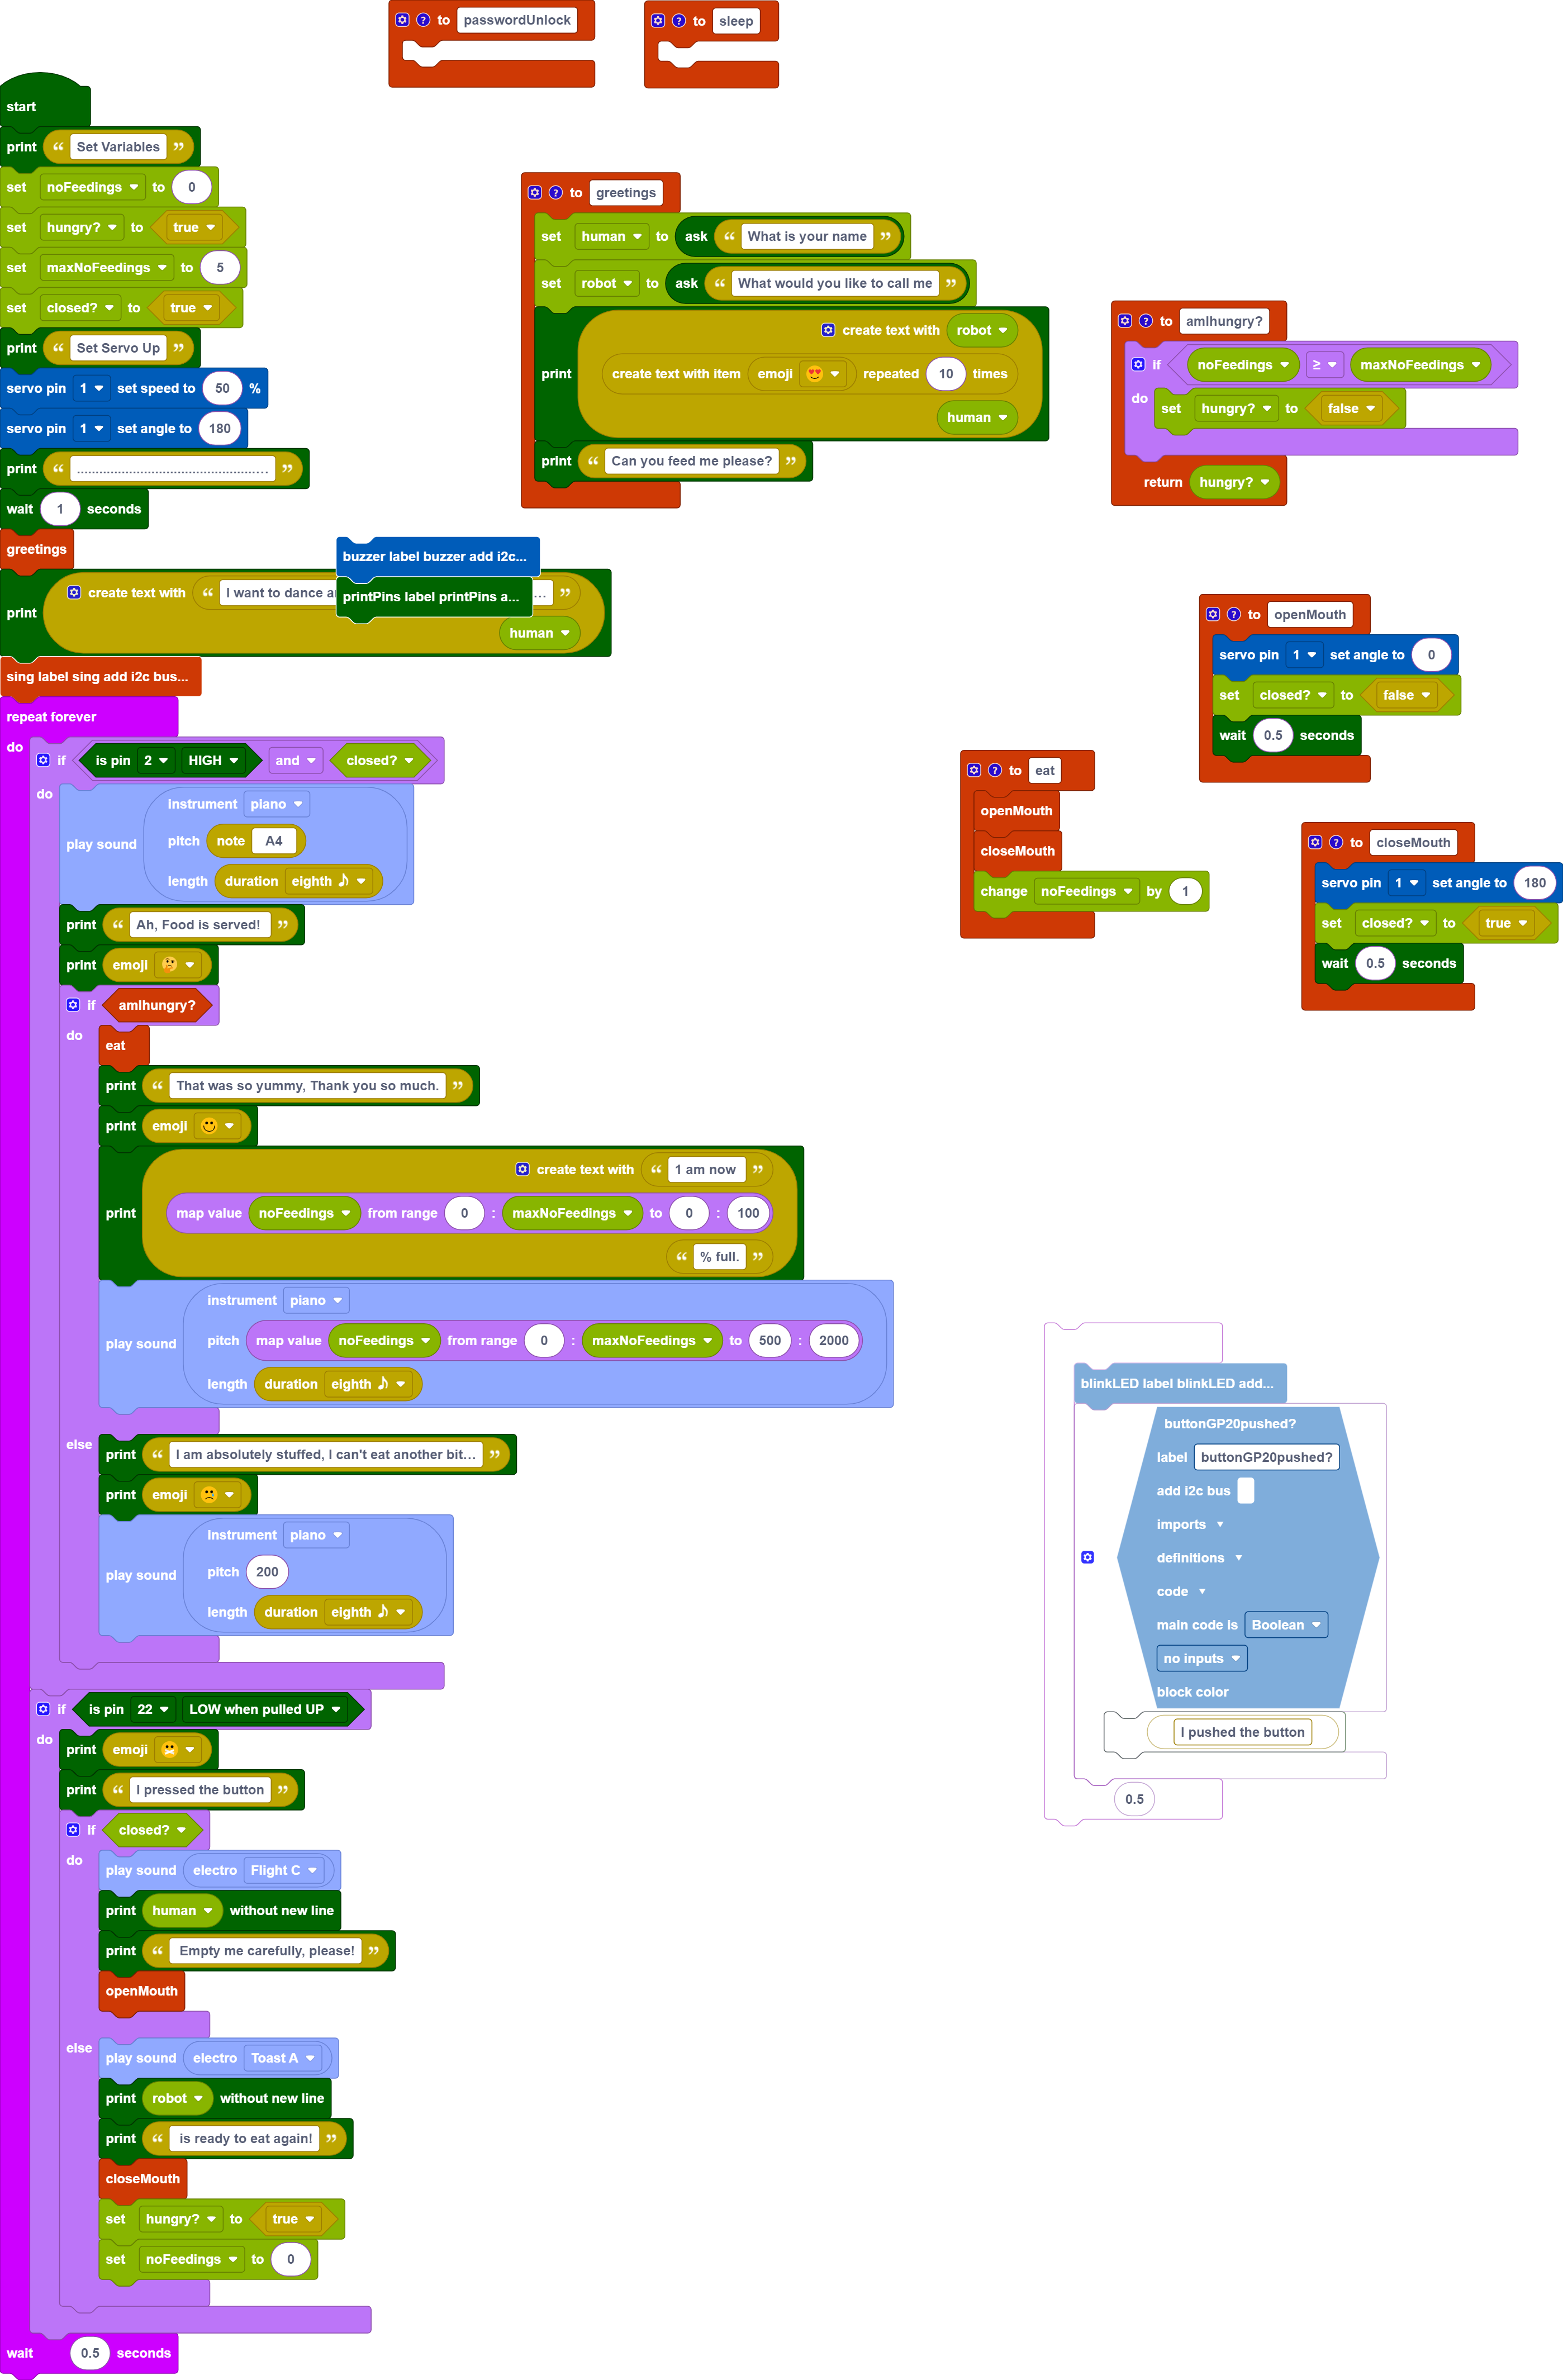 to passwordUnlock
to sleep
start
print “ Set Variables ”
set noFeedings to 0
set hungry? to true
set maxNoFeedings to 5
set closed? to true
print “ Set Servo Up ”
servo pin 1 set speed to 50 %
servo pin 1 set angle to 180
print “ ................................................... ”
wait 1 seconds
greetings
print create text with “ I want to dance a ... ”
human
buzzer label buzzer add i2c...
printPins label printPins a...
sing label sing add i2c bus...
repeat forever
do if is pin 2 HIGH and closed?
do play sound instrument piano
pitch note A4
length duration eighth
print “ Ah, Food is served! ”
print emoji 🤔
if amIhungry?
do eat
print “ That was so yummy, Thank you so much. ”
print emoji 🙂
print create text with “ 1 am now ”
map value noFeedings from range 0 : maxNoFeedings to 0 : 100
“ % full. ”
play sound instrument piano
pitch map value noFeedings from range 0 : maxNoFeedings to 500 : 2000
length duration eighth
else print “ I am absolutely stuffed, I can't eat another bit... ”
print emoji 😢
play sound instrument piano
pitch 200
length duration eighth
if is pin 22 LOW when pulled UP
do print emoji 😬
print “ I pressed the button ”
if closed?
do play sound electro Flight C
print human without new line
print “ Empty me carefully, please! ”
openMouth
else play sound electro Toast A
print robot without new line
print “ is ready to eat again! ”
closeMouth
set hungry? to true
set noFeedings to 0
wait 0.5 seconds
to greetings
set human to ask “ What is your name ”
set robot to ask “ What would you like to call me ”
print create text with robot
create text with item emoji 😍 repeated 10 times
human
print “ Can you feed me please? ”
to amIhungry?
if noFeedings ≥ maxNoFeedings
do set hungry? to false
return hungry?
to openMouth
servo pin 1 set angle to 0
set closed? to false
wait 0.5 seconds
to eat
openMouth
closeMouth
change noFeedings by 1
to closeMouth
servo pin 1 set angle to 180
set closed? to true
wait 0.5 seconds
blinkLED label blinkLED add...
buttonGP20pushed?
label buttonGP20pushed?
add i2c bus
imports
definitions
code
main code is Boolean
no inputs
block color
I pushed the button
0.5